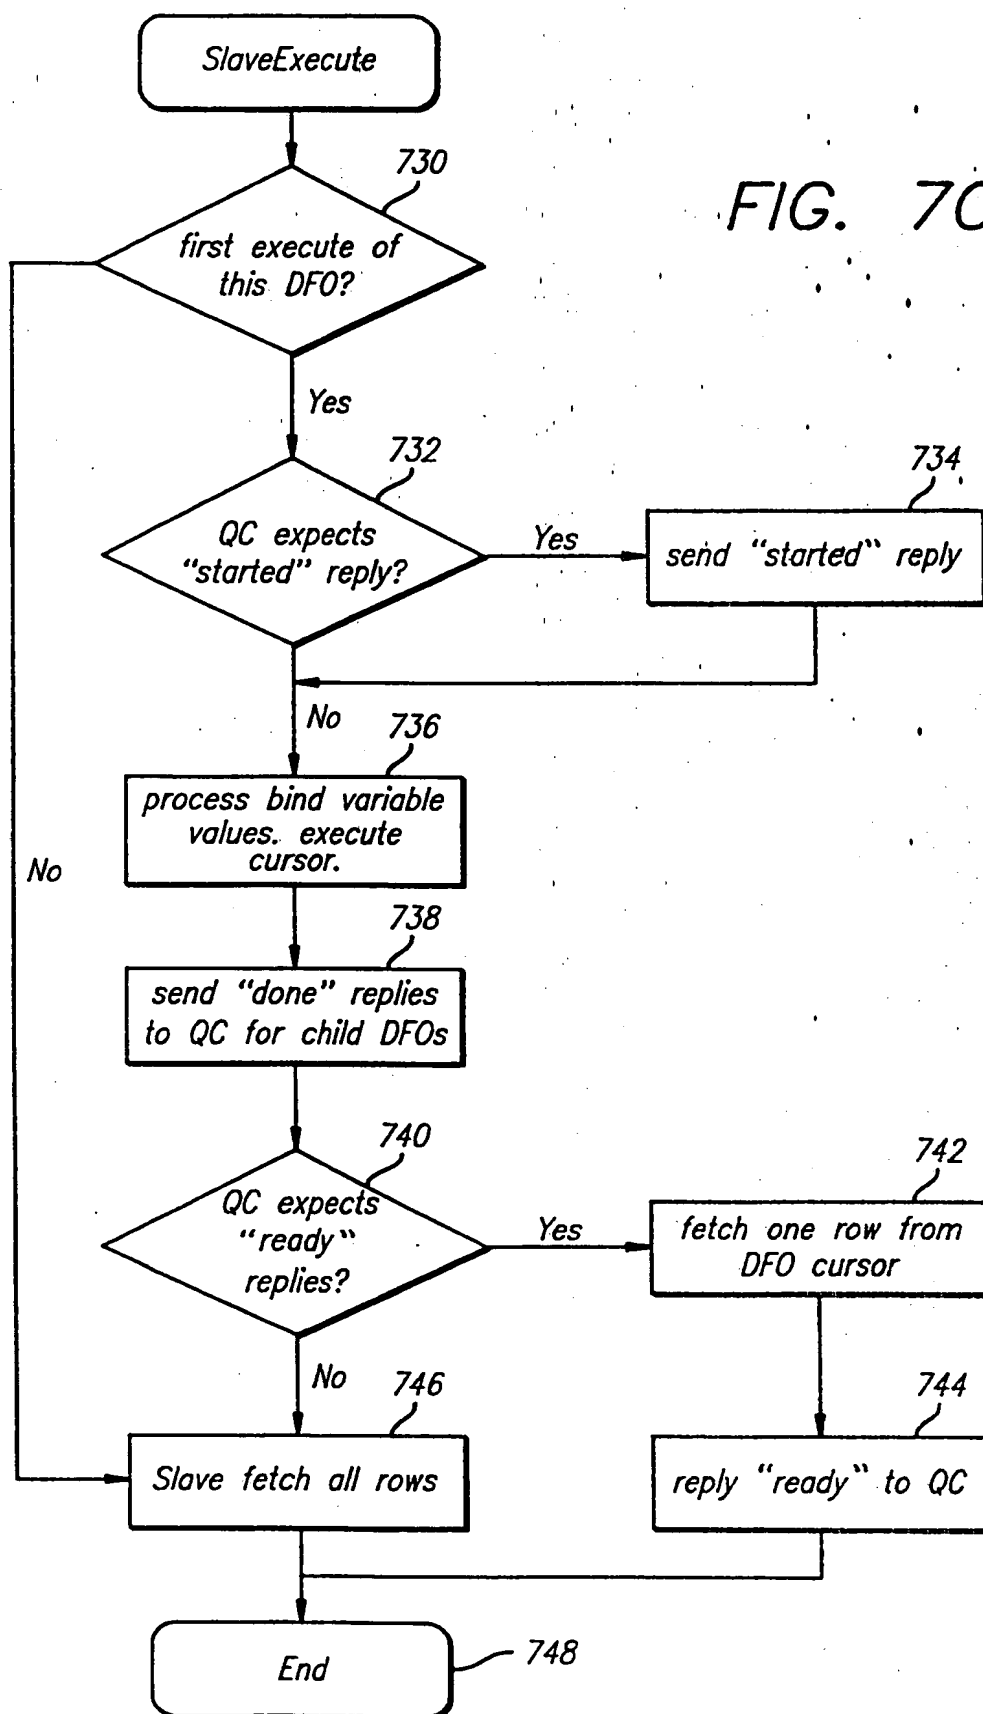 SlaveExecute
730
FIG. 7C
first execute of
this DFO?
Yes
732
734
QC expects
"started" reply?
Yes
send "started" reply
No
736
process bind variable
values. execute
cursor.
No
738
send "done" replies
to QC for child DFOs
740
742
QC expects
"ready"
replies?
Yes
fetch one row from
DFO cursor
No
746
744
Slave fetch all rows
reply "ready" to QC
End
748